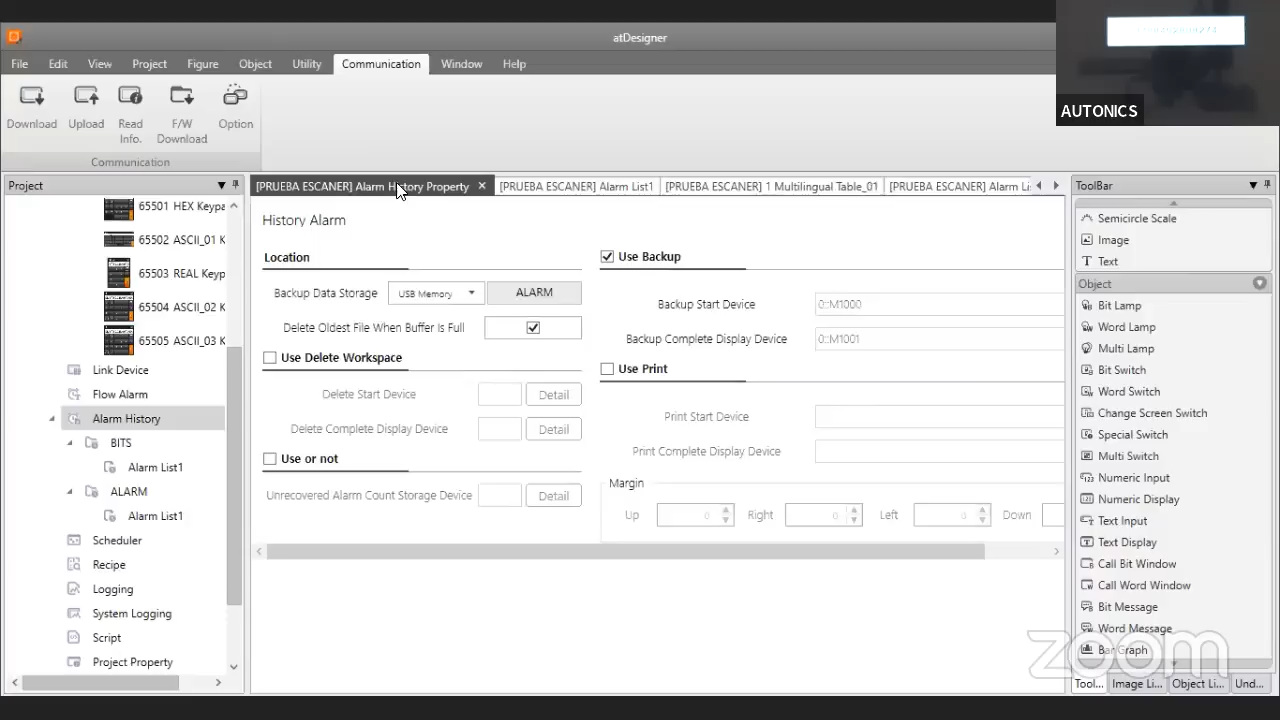 atDesigner
AUTONICS
File Edit View Project Figure Object Utility Communication Window Help
Download Upload Read Info. F/W Download Option
Communication
Project
65501 HEX Keypa
65502 ASCII_01 K
65503 REAL Keyp
65504 ASCII_02 K
65505 ASCII_03 K
Link Device
Flow Alarm
Alarm History
BITS
Alarm List1
ALARM
Alarm List1
Scheduler
Recipe
Logging
System Logging
Script
Project Property
[PRUEBA ESCANER] Alarm History Property [PRUEBA ESCANER] Alarm List1 [PRUEBA ESCANER] 1 Multilingual Table_01 [PRUEBA ESCANER] Alarm Li
History Alarm
Location
Backup Data Storage USB Memory ALARM
Delete Oldest File When Buffer Is Full
Use Delete Workspace
Delete Start Device Detail
Delete Complete Display Device Detail
Use or not
Unrecovered Alarm Count Storage Device Detail
Use Backup
Backup Start Device 0::M1000
Backup Complete Display Device 0::M1001
Use Print
Print Start Device
Print Complete Display Device
Margin
Up 0 Right 0 Left 0 Down
ToolBar
Semicircle Scale
Image
Text
Object
Bit Lamp
Word Lamp
Multi Lamp
Bit Switch
Word Switch
Change Screen Switch
Special Switch
Multi Switch
Numeric Input
Numeric Display
Text Input
Text Display
Call Bit Window
Call Word Window
Bit Message
Word Message
Bar Graph
Tool... Image Li... Object Li... Und...
zoom